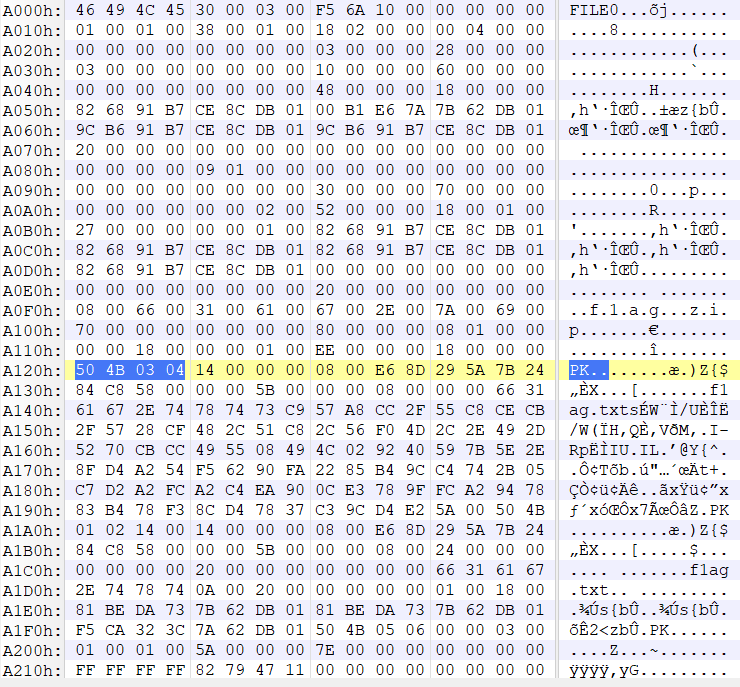 A000h: 46 49 4C 45 30 00 03 00 F5 6A 10 00 00 00 00 00 FILE0...õj......
A010h: 01 00 01 00 38 00 01 00 18 02 00 00 00 04 00 00 ....8...........
A020h: 00 00 00 00 00 00 00 00 03 00 00 00 28 00 00 00 ............(...
A030h: 03 00 00 00 00 00 00 00 10 00 00 00 60 00 00 00 ............`...
A040h: 00 00 00 00 00 00 00 00 48 00 00 00 18 00 00 00 ........H.......
A050h: 82 68 91 B7 CE 8C DB 01 00 B1 E6 7A 7B 62 DB 01 ‚h‘·ÎŒÛ..±æz{bÛ.
A060h: 9C B6 91 B7 CE 8C DB 01 9C B6 91 B7 CE 8C DB 01 œ¶‘·ÎŒÛ.œ¶‘·ÎŒÛ.
A070h: 20 00 00 00 00 00 00 00 00 00 00 00 00 00 00 00  ...............
A080h: 00 00 00 00 09 01 00 00 00 00 00 00 00 00 00 00 ................
A090h: 00 00 00 00 00 00 00 00 30 00 00 00 70 00 00 00 ........0...p...
A0A0h: 00 00 00 00 00 00 02 00 52 00 00 00 18 00 01 00 ........R.......
A0B0h: 27 00 00 00 00 00 01 00 82 68 91 B7 CE 8C DB 01 '.......‚h‘·ÎŒÛ.
A0C0h: 82 68 91 B7 CE 8C DB 01 82 68 91 B7 CE 8C DB 01 ‚h‘·ÎŒÛ.‚h‘·ÎŒÛ.
A0D0h: 82 68 91 B7 CE 8C DB 01 00 00 00 00 00 00 00 00 ‚h‘·ÎŒÛ.........
A0E0h: 00 00 00 00 00 00 00 00 20 00 00 00 00 00 00 00 ........ .......
A0F0h: 08 00 66 00 31 00 61 00 67 00 2E 00 7A 00 69 00 ..f.1.a.g...z.i.
A100h: 70 00 00 00 00 00 00 00 80 00 00 00 08 01 00 00 p.......€.......
A110h: 00 00 18 00 00 00 01 00 EE 00 00 00 18 00 00 00 ........î.......
A120h: 50 4B 03 04 14 00 00 00 08 00 E6 8D 29 5A 7B 24 PK........æ.)Z{$
A130h: 84 C8 58 00 00 00 5B 00 00 00 08 00 00 00 66 31 „ÈX...[.......f1
A140h: 61 67 2E 74 78 74 73 C9 57 A8 CC 2F 55 C8 CE CB ag.txtsÉW¨Ì/UÈÎË
A150h: 2F 57 28 CF 48 2C 51 C8 2C 56 F0 4D 2C 2E 49 2D /W(ÏH,QÈ,VðM,.I-
A160h: 52 70 CB CC 49 55 08 49 4C 02 92 40 59 7B 5E 2E RpËÌIU.IL.’@Y{^.
A170h: 8F D4 A2 54 F5 62 90 FA 22 85 B4 9C C4 74 2B 05 .Ô¢Tõb.ú"…´œÄt+.
A180h: C7 D2 A2 FC A2 C4 EA 90 0C E3 78 9F FC A2 94 78 ÇÒ¢ü¢Äê..ãxŸü¢”x
A190h: 83 B4 78 F3 8C D4 78 37 C3 9C D4 E2 5A 00 50 4B ƒ´xóŒÔx7ÃœÔâZ.PK
A1A0h: 01 02 14 00 14 00 00 00 08 00 E6 8D 29 5A 7B 24 ..........æ.)Z{$
A1B0h: 84 C8 58 00 00 00 5B 00 00 00 08 00 24 00 00 00 „ÈX...[.....$...
A1C0h: 00 00 00 00 20 00 00 00 00 00 00 00 66 31 61 67 .... .......f1ag
A1D0h: 2E 74 78 74 0A 00 20 00 00 00 00 00 01 00 18 00 .txt.. .........
A1E0h: 81 BE DA 73 7B 62 DB 01 81 BE DA 73 7B 62 DB 01 .¾Ús{bÛ..¾Ús{bÛ.
A1F0h: F5 CA 32 3C 7A 62 DB 01 50 4B 05 06 00 00 03 00 õÊ2<zbÛ.PK......
A200h: 01 00 01 00 5A 00 00 00 7E 00 00 00 00 00 00 00 ....Z...~.......
A210h: FF FF FF FF 82 79 47 11 00 00 00 00 00 00 00 00 ÿÿÿÿ‚yG.........